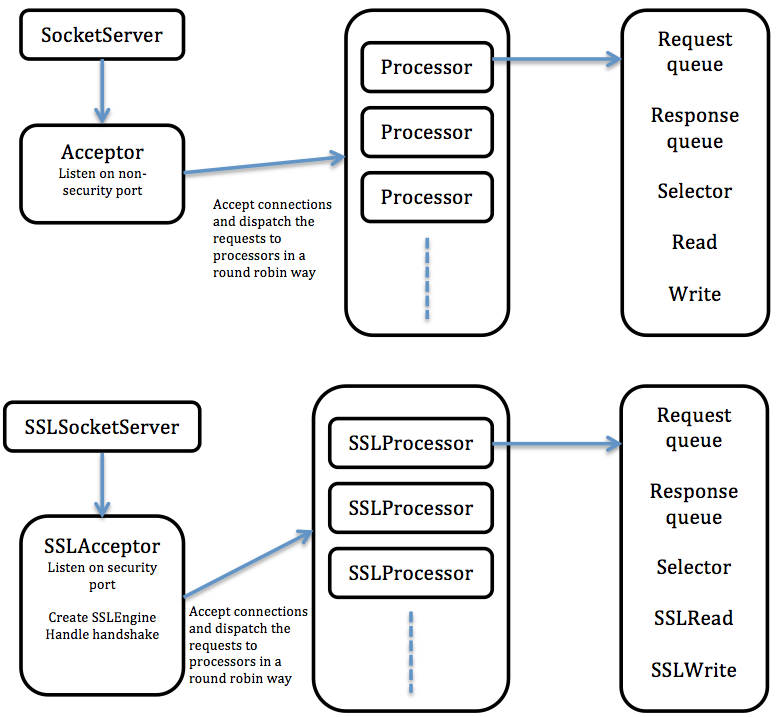 SocketServer
Acceptor
Listen on non-
security port
Accept connections
and dispatch the
requests to
processors in a
round robin way
Processor
Processor
Processor
Request
queue
Response
queue
Selector
Read
Write
SSLSocketServer
SSLAcceptor
Listen on security
port
Create SSLEngine
Handle handshake
Accept connections
and dispatch the
requests to
processors in a
round robin way
SSLProcessor
SSLProcessor
SSLProcessor
Request
queue
Response
queue
Selector
SSLRead
SSLWrite